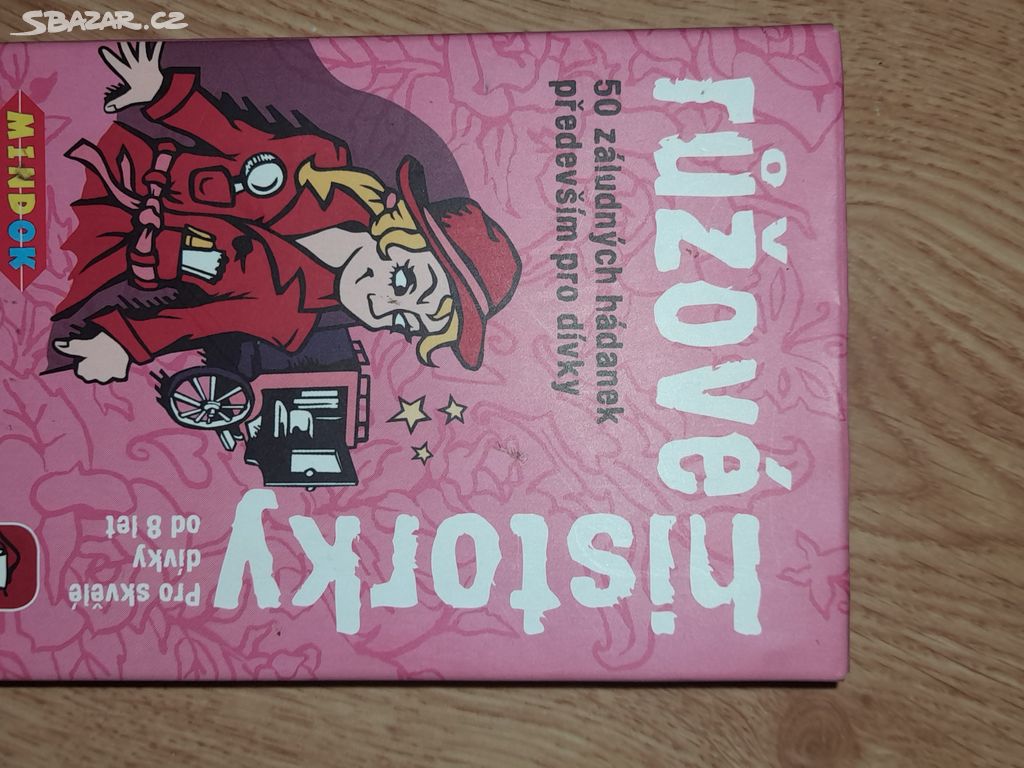 SBAZAR.CZ
růžové
historky
50 záludných hádanek
především pro dívky
Pro skvělé
dívky
od 8 let
MINDOK